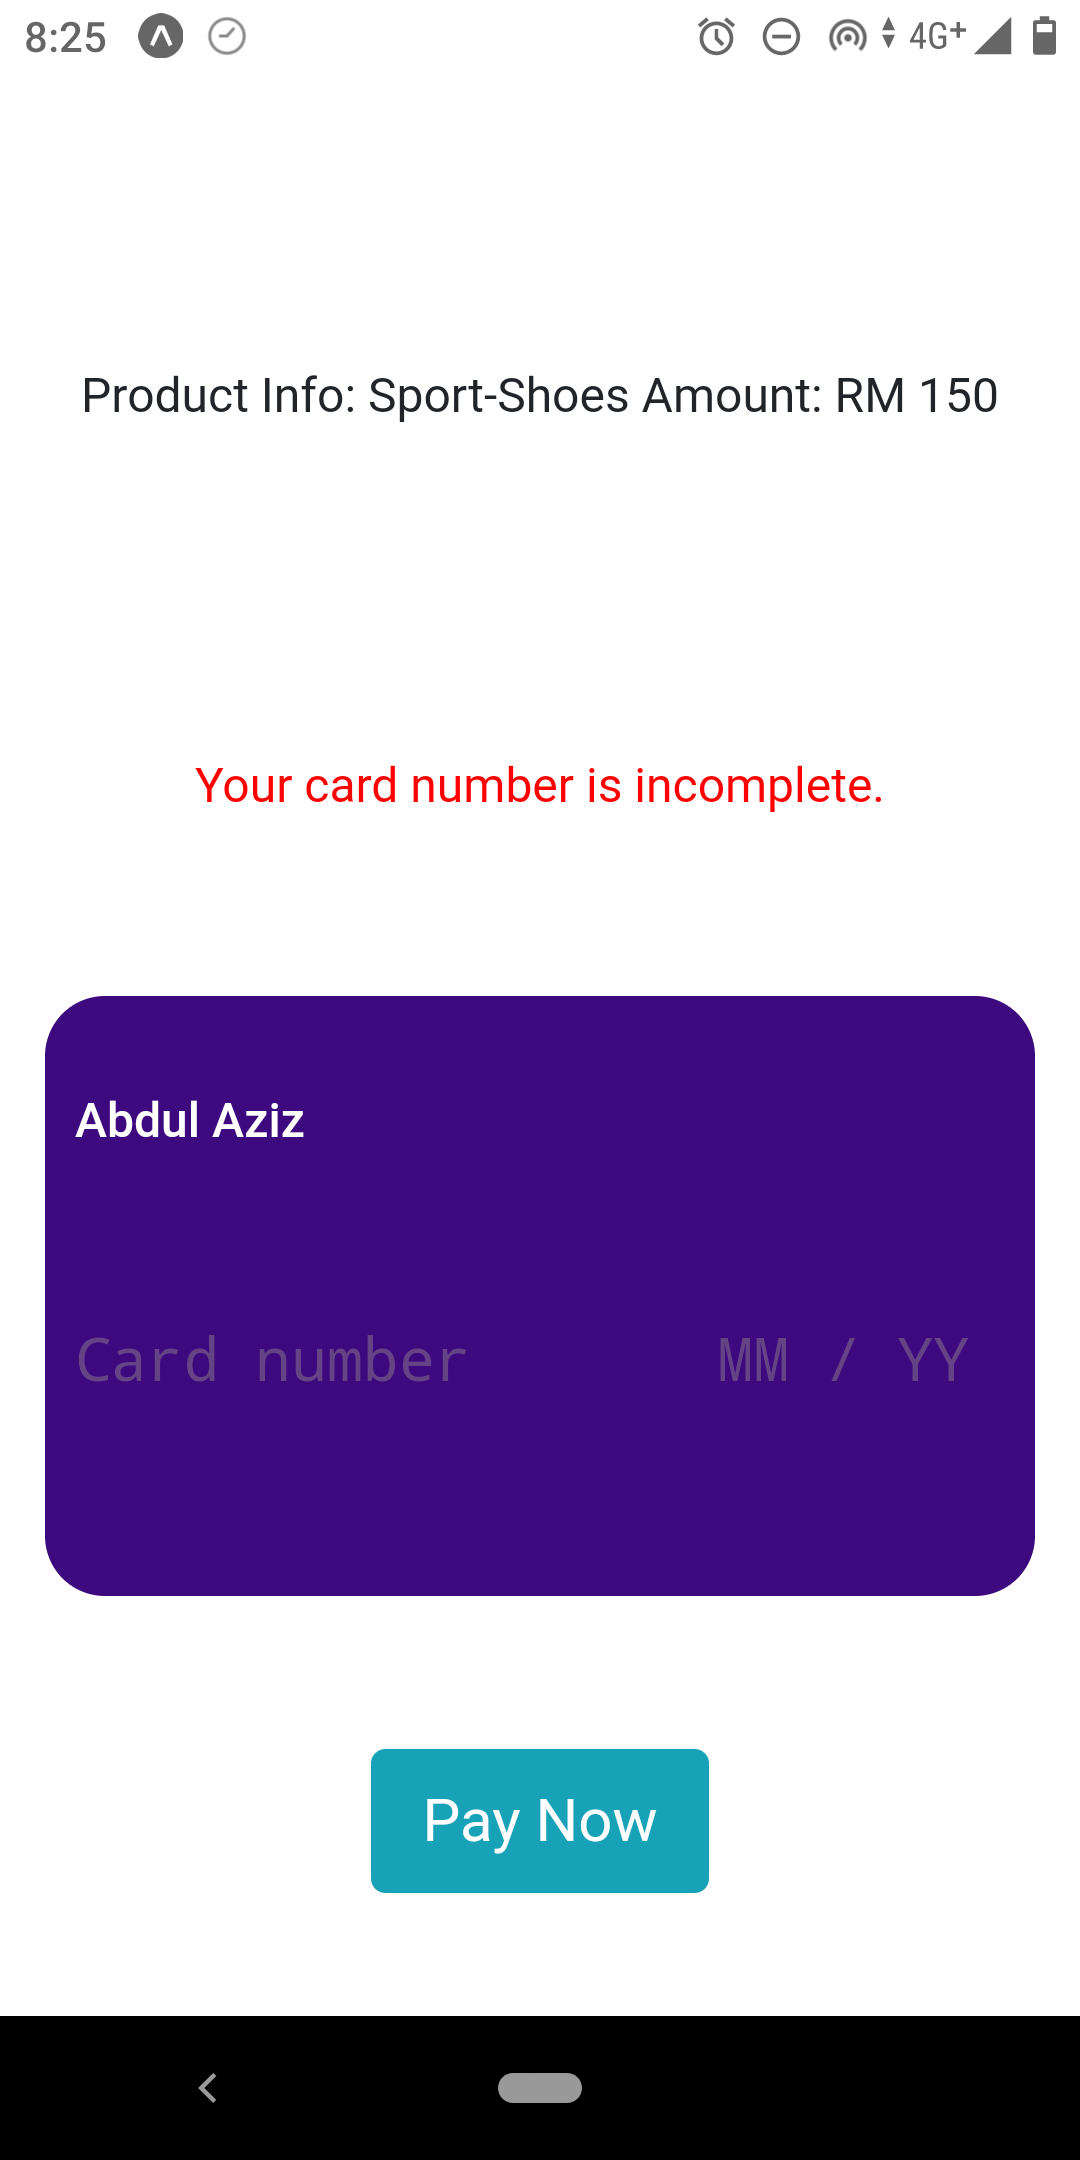 8:25 4G+
Product Info: Sport-Shoes Amount: RM 150
Your card number is incomplete.
Abdul Aziz
Card number MM / YY
Pay Now